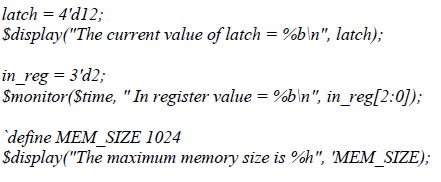 latch = 4'd12;
$display("The current value of latch = %b\n", latch);
in_reg = 3'd2;
$monitor($time, " In register value = %b\n", in_reg[2:0]);
`define MEM_SIZE 1024
$display("The maximum memory size is %h", 'MEM_SIZE);